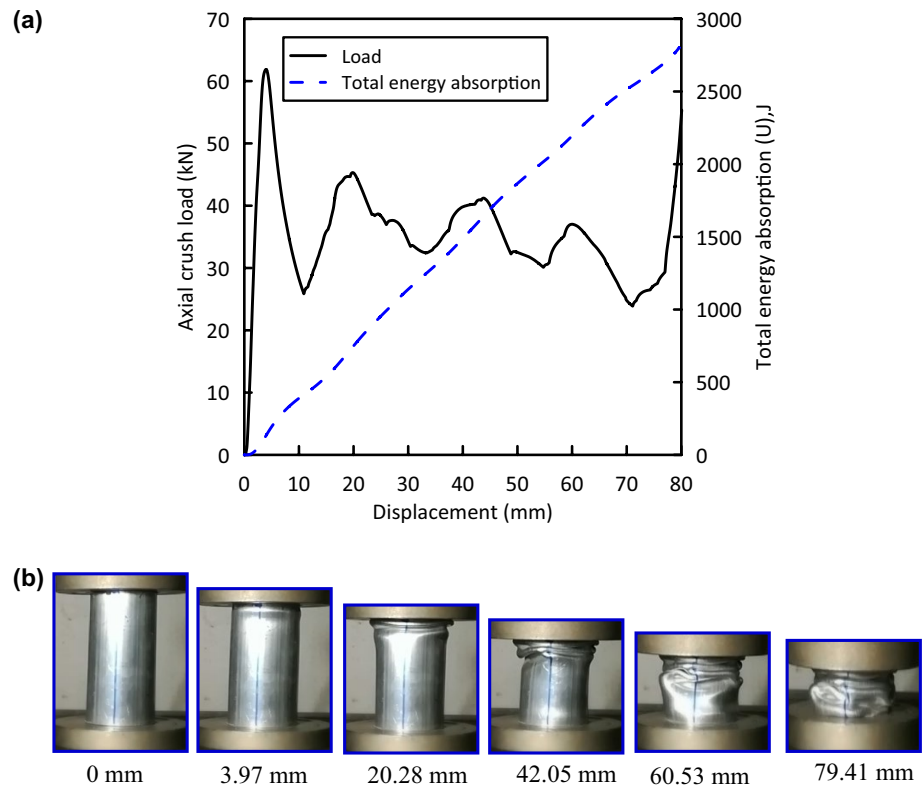 (a)
70
60
50
40
30
20
10
0
Axial crush load (kN)
Load
Total energy absorption
3000
2500
2000
1500
1000
500
0
Total energy absorption (U),J
0 10 20 30 40 50 60 70 80
Displacement (mm)
(b)
0 mm 3.97 mm 20.28 mm 42.05 mm 60.53 mm 79.41 mm